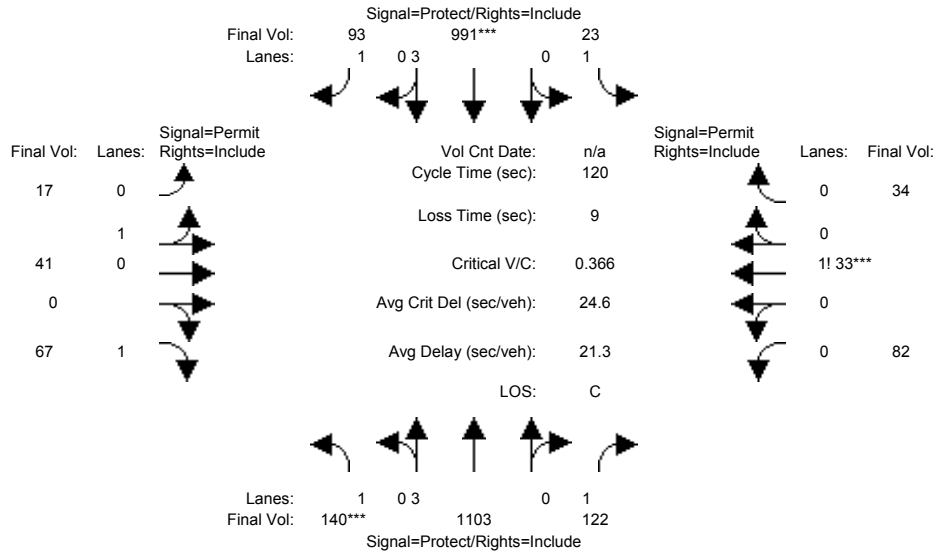 Signal=Protect/Rights=Include
Final Vol: 93 991*** 23
Lanes: 1 0 3 0 1
Signal=Permit Signal=Permit
Final Vol: Lanes: Rights=Include Vol Cnt Date: n/a Rights=Include Lanes: Final Vol:
Cycle Time (sec): 120
17 0 0 34
Loss Time (sec): 9
1 0
41 0 Critical V/C: 0.366 1! 33***
0 Avg Crit Del (sec/veh): 24.6 0
67 1 Avg Delay (sec/veh): 21.3 0 82
LOS: C
Lanes: 1 0 3 0 1
Final Vol: 140*** 1103 122
Signal=Protect/Rights=Include